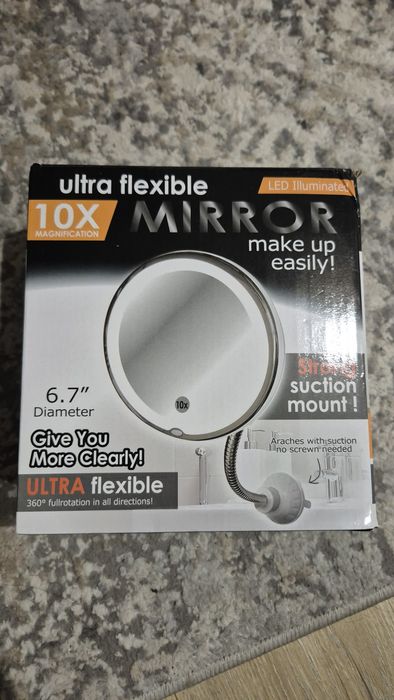 ultra flexible
LED Illuminated
10X
MAGNIFICATION
MIRROR
make up
easily!
Strong
suction
mount !
6.7"
Diameter
10x
Give You
More Clearly!
Araches with suction
no screwn needed
ULTRA flexible
360° fullrotation in all directions!